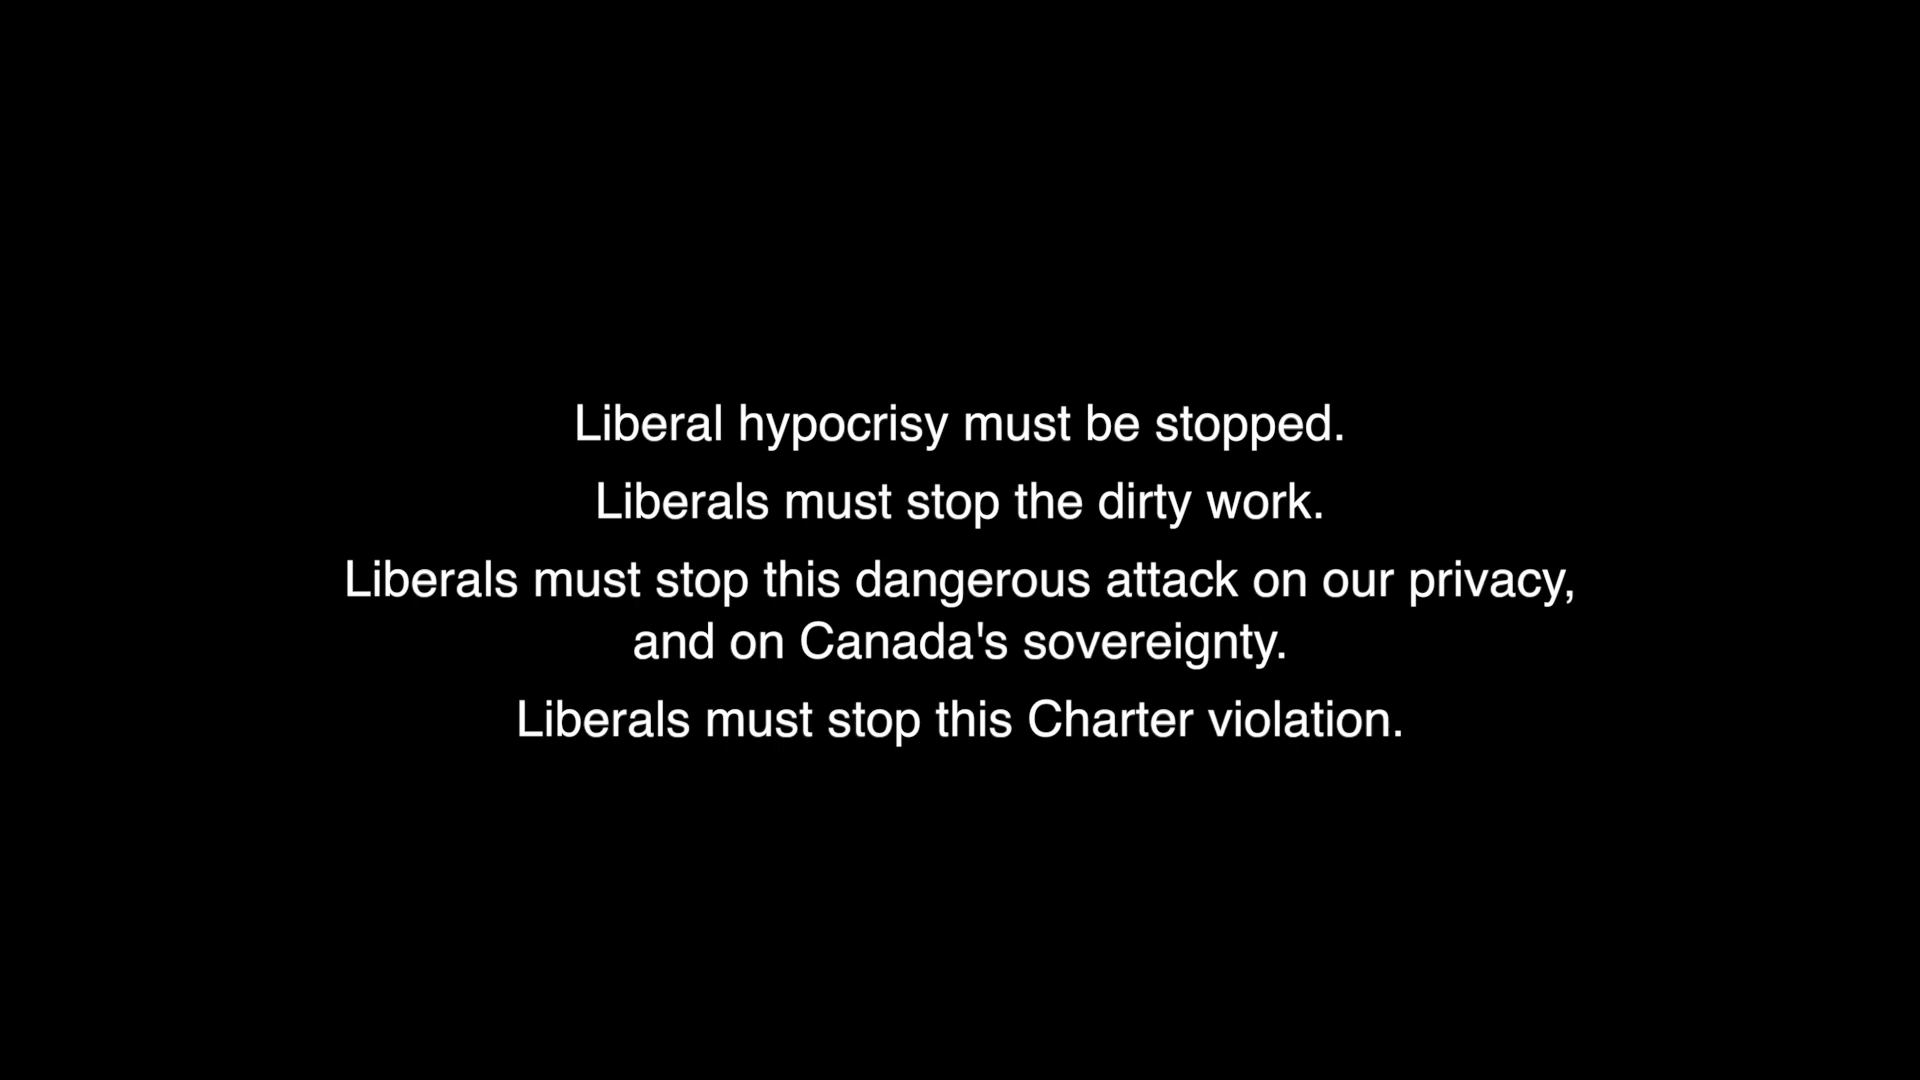 Liberal hypocrisy must be stopped.
Liberals must stop the dirty work.
Liberals must stop this dangerous attack on our privacy,
and on Canada's sovereignty.
Liberals must stop this Charter violation.